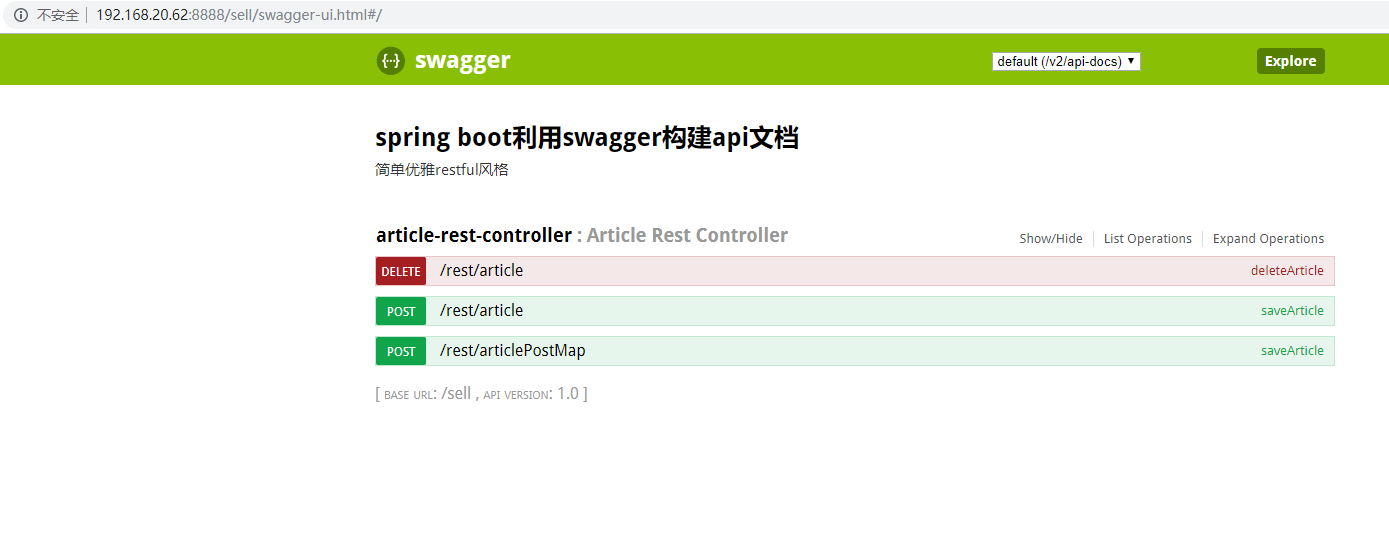 不安全 192.168.20.62:8888/sell/swagger-ui.html#/
{··} swagger default (/v2/api-docs) Explore
spring boot利用swagger构建api文档
简单优雅restful风格
article-rest-controller : Article Rest Controller Show/Hide List Operations Expand Operations
DELETE /rest/article deleteArticle
POST /rest/article saveArticle
POST /rest/articlePostMap saveArticle
[ BASE URL: /sell , API VERSION: 1.0 ]